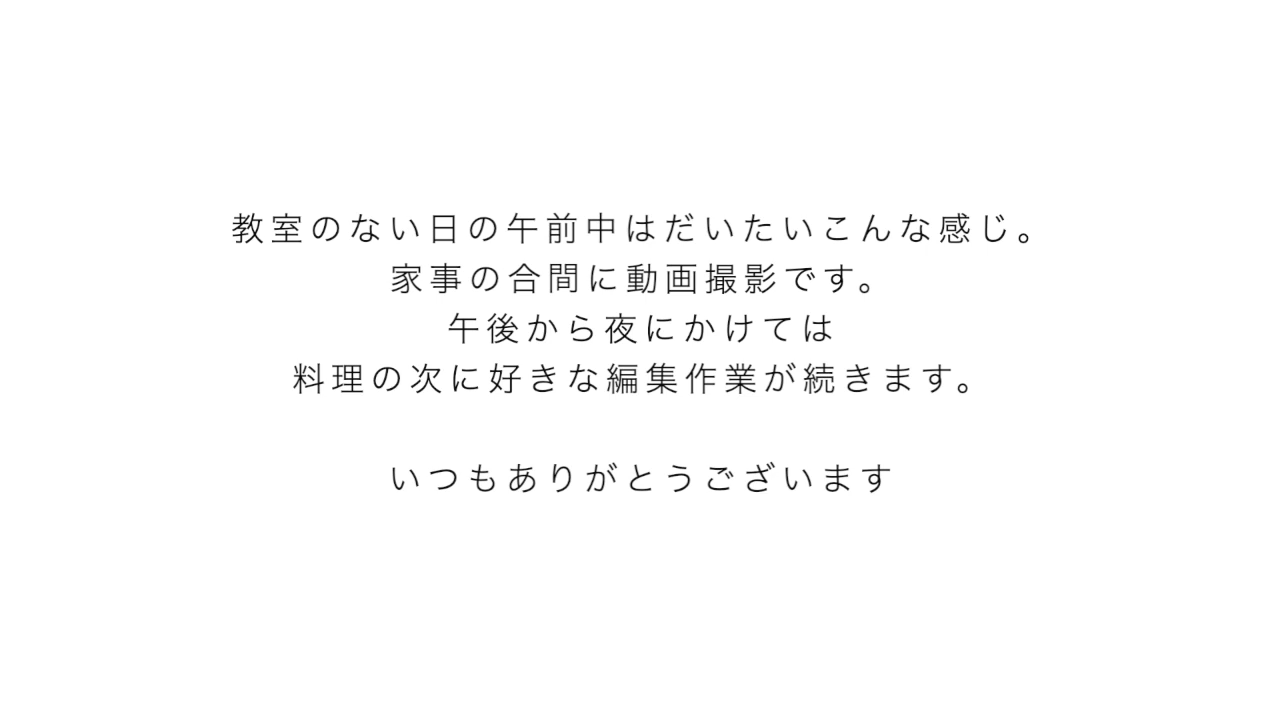 教室のない日の午前中はだいたいこんな感じ。
家事の合間に動画撮影です。
午後から夜にかけては
料理の次に好きな編集作業が続きます。
いつもありがとうございます